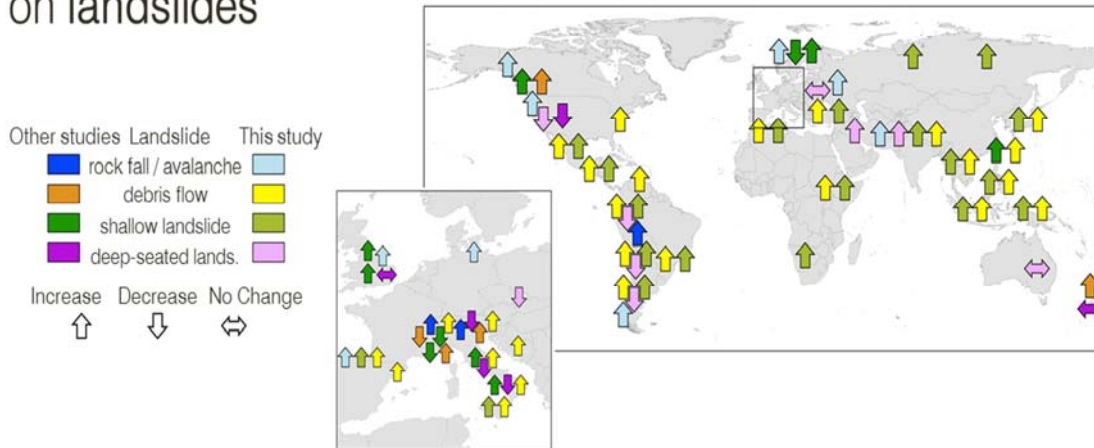 on landslides
Other studies Landslide This study
rock fall / avalanche
debris flow
shallow landslide
deep-seated lands.
Increase Decrease No Change